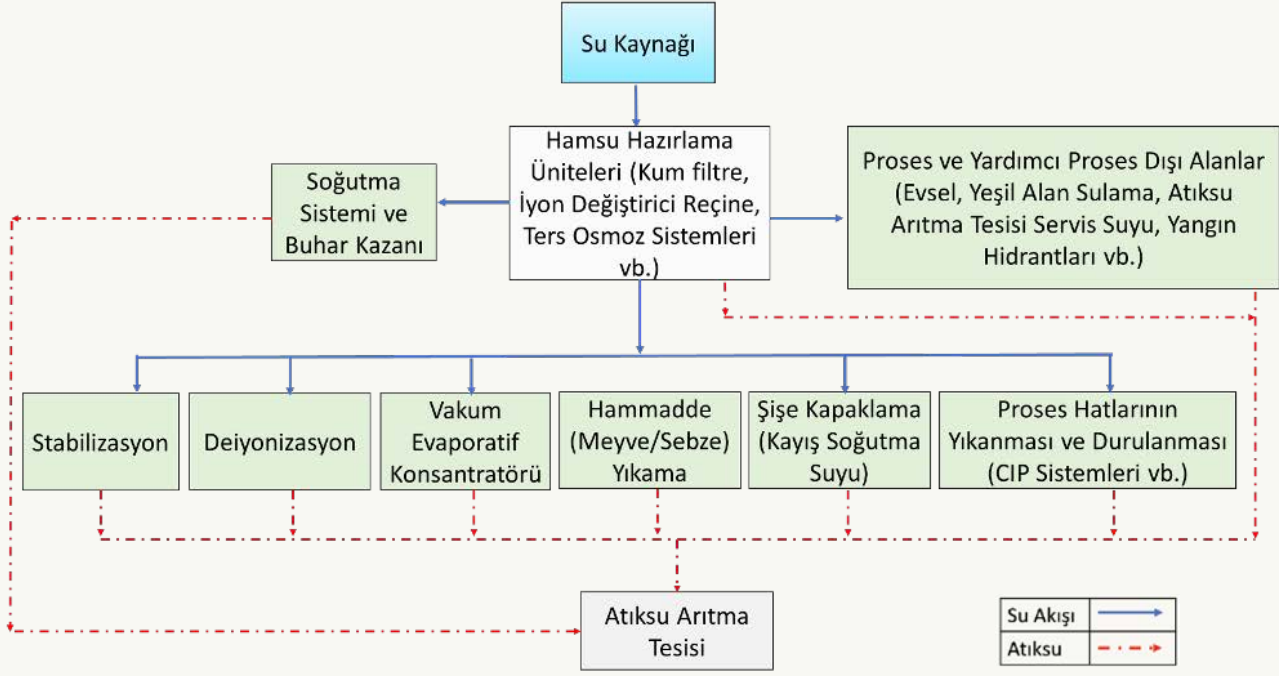 Su Kaynağı
Hamsu Hazırlama
Üniteleri (Kum filtre,
İyon Değiştirici Reçine,
Ters Osmoz Sistemleri
vb.)
Soğutma
Sistemi ve
Buhar Kazanı
Proses ve Yardımcı Proses Dışı Alanlar
(Evsel, Yeşil Alan Sulama, Atıksu
Arıtma Tesisi Servis Suyu, Yangın
Hidrantları vb.)
Stabilizasyon
Deiyonizasyon
Vakum
Evaporatif
Konsantratörü
Hammadde
(Meyve/Sebze)
Yıkama
Şişe Kapaklama
(Kayış Soğutma
Suyu)
Proses Hatlarının
Yıkanması ve Durulanması
(CIP Sistemleri vb.)
Atıksu Arıtma
Tesisi
Su Akışı
Atıksu